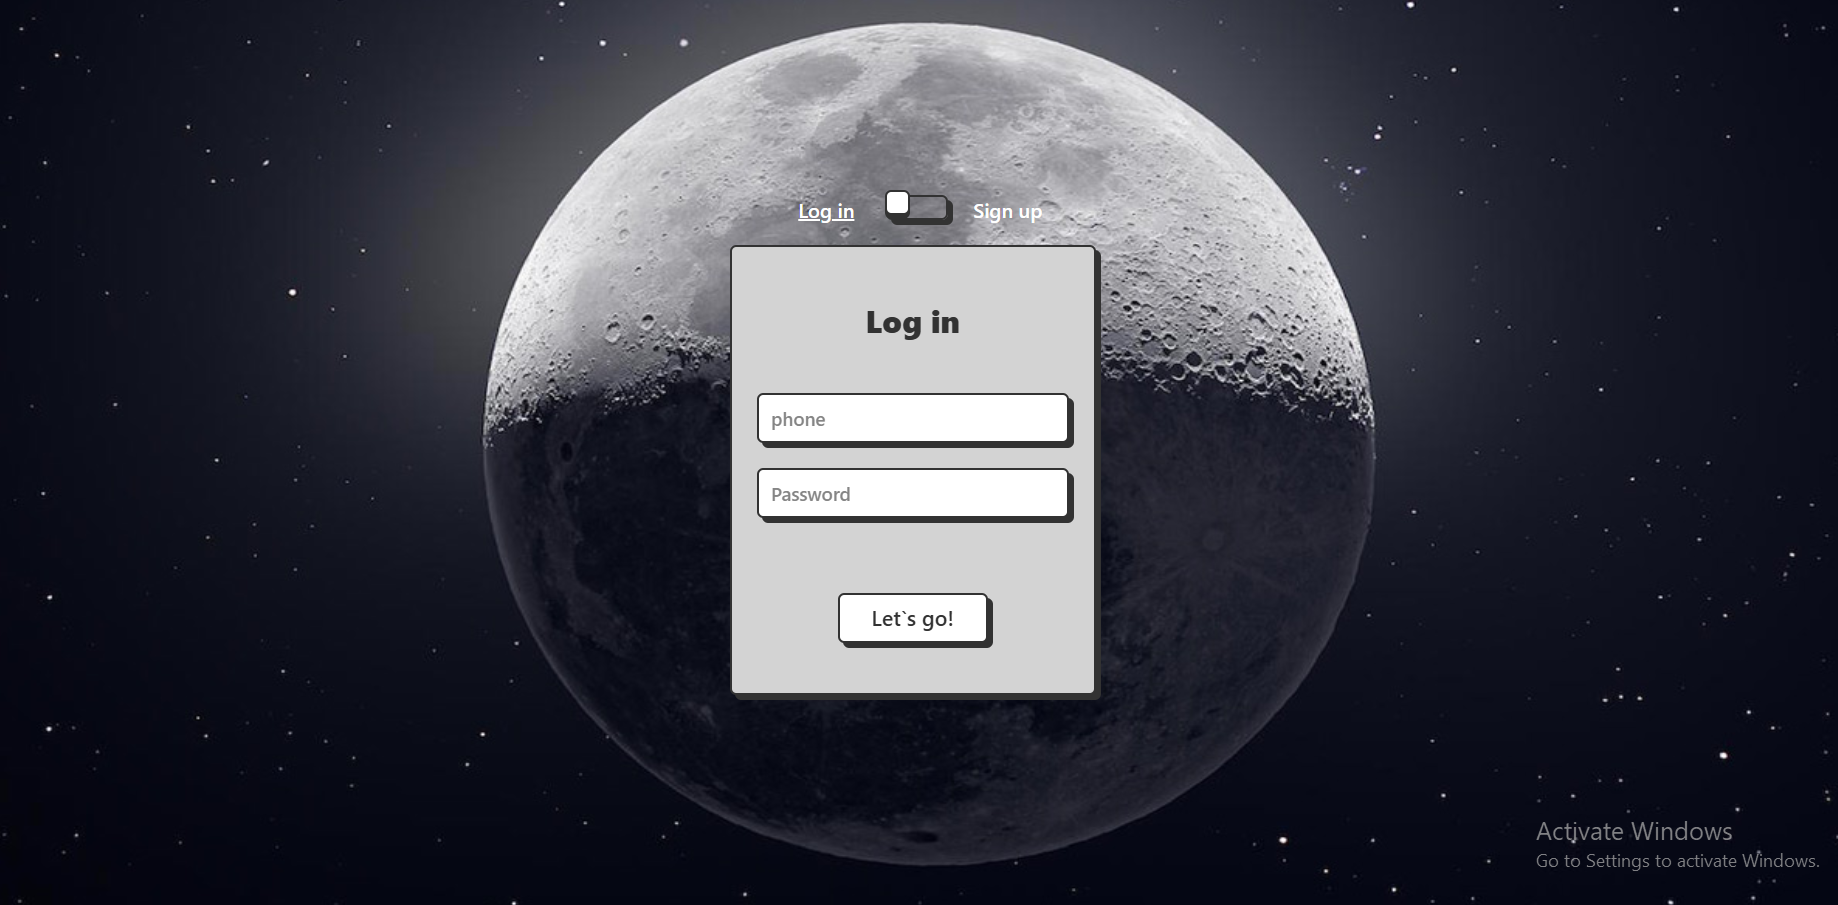 Log in
Sign up
Log in
phone
Password
Let`s go!
Activate Windows
Go to Settings to activate Windows.